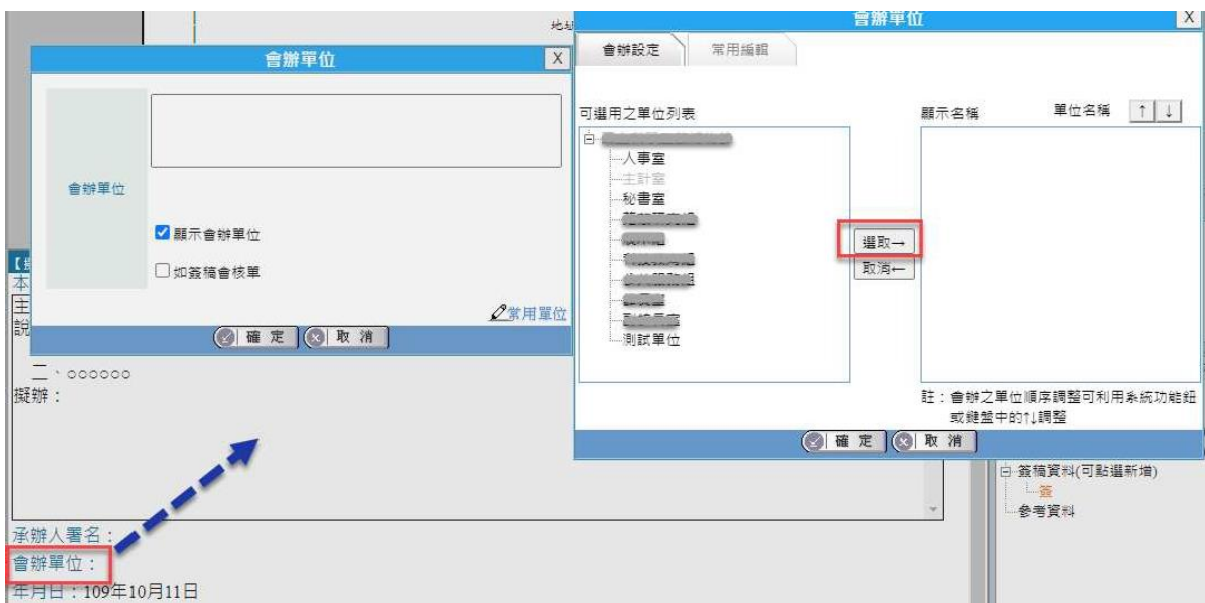 地址
會辦單位
X
會辦單位
顯示會辦單位
如簽稿會核單
常用單位
確 定
取 消
會辦單位
X
會辦設定
常用編輯
可選用之單位列表
顯示名稱
單位名稱
↑
↓
人事室
主計室
秘書室
測試單位
選取→
取消←
註：會辦之單位順序調整可利用系統功能鈕
或鍵盤中的↑↓調整
確 定
取 消
本
主
說
二、○○○○○○
擬辦：
簽稿資料(可點選新增)
簽
參考資料
承辦人署名：
會辦單位：
年月日：109年10月11日